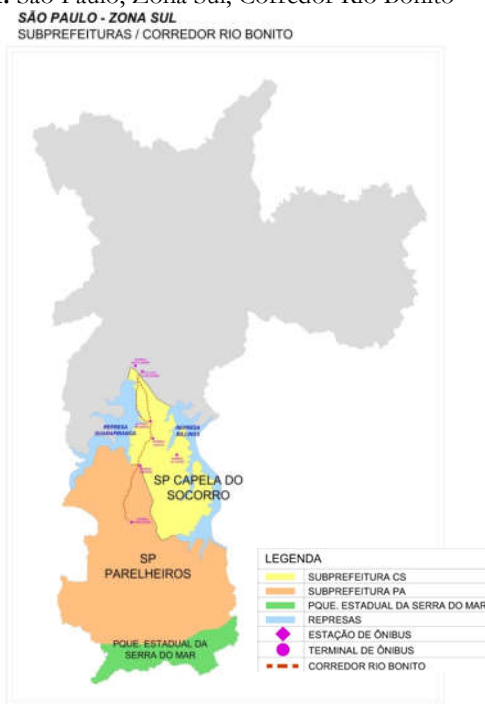 São Paulo, Zona Sul, Corredor Rio Bonito
SÃO PAULO - ZONA SUL
SUBPREFEITURAS / CORREDOR RIO BONITO
REPRESA
GUARAPIRANGA
REPRESA
BILLINGS
SP CAPELA DO
SOCORRO
SP
PARELHEIROS
PQUE. ESTADUAL DA
SERRA DO MAR
LEGENDA
SUBPREFEITURA CS
SUBPREFEITURA PA
PQUE. ESTADUAL DA SERRA DO MAR
REPRESAS
ESTAÇÃO DE ÔNIBUS
TERMINAL DE ÔNIBUS
CORREDOR RIO BONITO